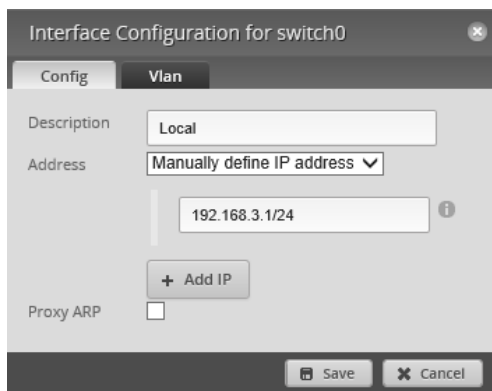 Interface Configuration for switch0
Config Vlan
Description Local
Address Manually define IP address
192.168.3.1/24
+ Add IP
Proxy ARP
Save Cancel